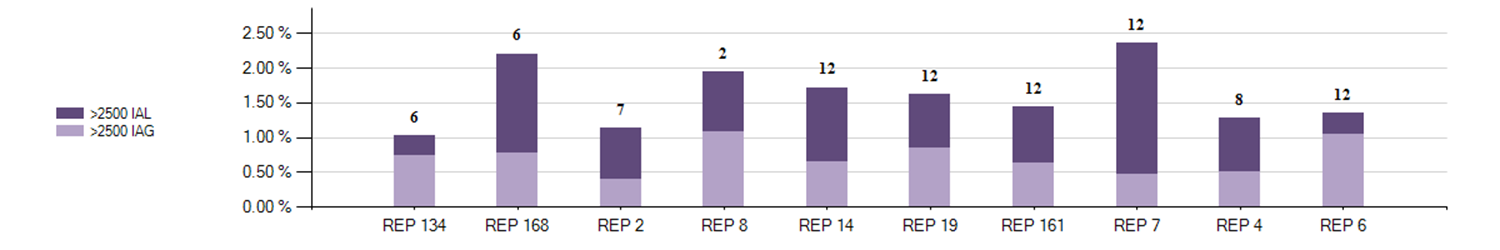 2.50 %
2.00 %
1.50 %
1.00 %
0.50 %
0.00 %
>2500 IAL
>2500 IAG
6 6 7 2 12 12 12 12 8 12
REP 134 REP 168 REP 2 REP 8 REP 14 REP 19 REP 161 REP 7 REP 4 REP 6